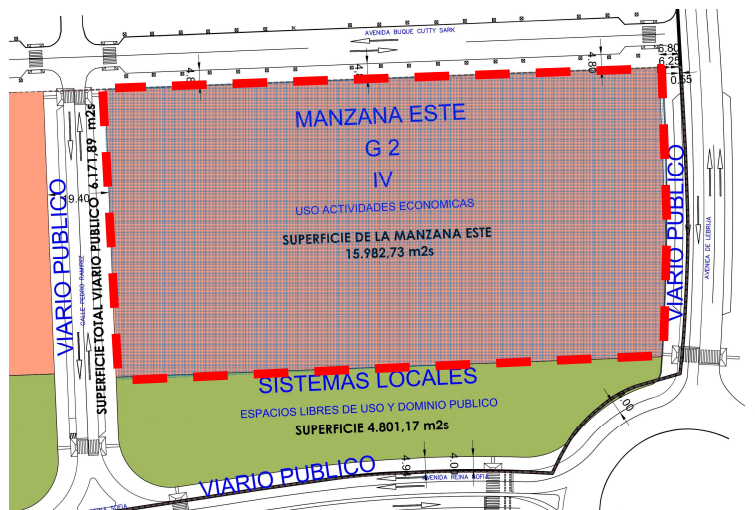 AVENIDA BUQUE CUTTY SARK
6.80
6.25
0.55
4.80
MANZANA ESTE
G 2
IV
USO ACTIVIDADES ECONOMICAS
SUPERFICIE DE LA MANZANA ESTE
15.982,73 m2s
VIARIO PUBLICO
CALLE PEDRO RAMIREZ
SUPERFICIE TOTAL VIARIO PUBLICO 6.171,89 m2s
19.40
VIARIO PUBLICO
AVENIDA DE LEBRIJA
SISTEMAS LOCALES
ESPACIOS LIBRES DE USO Y DOMINIO PUBLICO
SUPERFICIE 4.801,17 m2s
VIARIO PUBLICO
AVENIDA REINA SOFIA
SOFIA